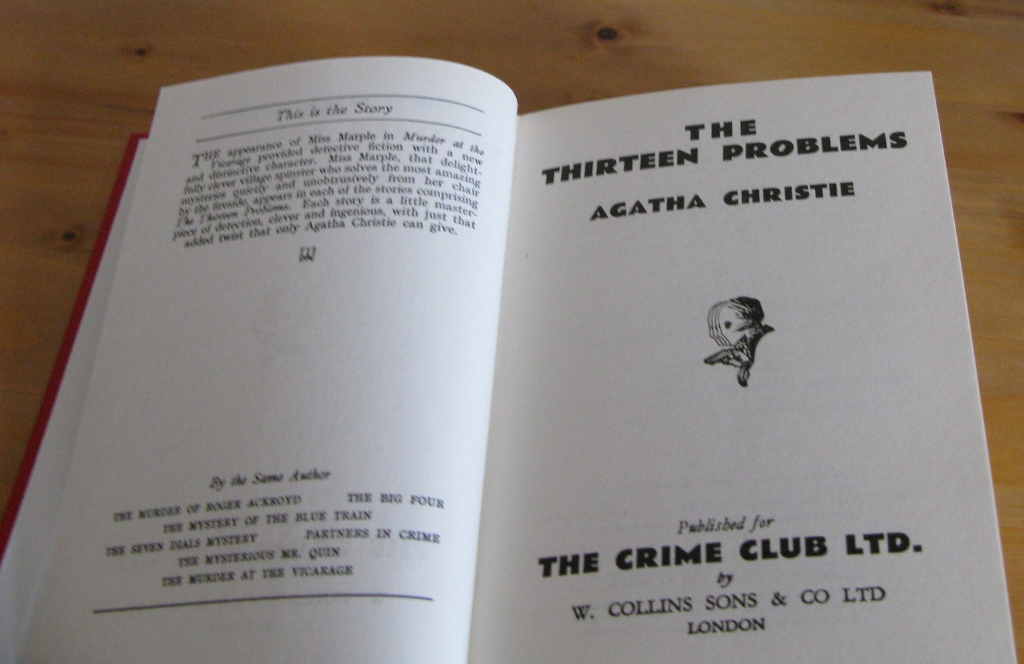 This is the Story
THE appearance of Miss Marple in Murder at the
Vicarage provided detective fiction with a new
and distinctive character. Miss Marple, that delight-
fully clever village spinster who solves the most amazing
mysteries quietly and unobtrusively from her chair
by the fireside, appears in each of the stories comprising
The Thirteen Problems. Each story is a little master-
piece of detection, clever and ingenious, with just that
added twist that only Agatha Christie can give.
By the Same Author
THE MURDER OF ROGER ACKROYD THE BIG FOUR
THE MYSTERY OF THE BLUE TRAIN
THE SEVEN DIALS MYSTERY PARTNERS IN CRIME
THE MYSTERIOUS MR. QUIN
THE MURDER AT THE VICARAGE
THE
THIRTEEN PROBLEMS
AGATHA CHRISTIE
Published for
THE CRIME CLUB LTD.
by
W. COLLINS SONS & CO LTD
LONDON